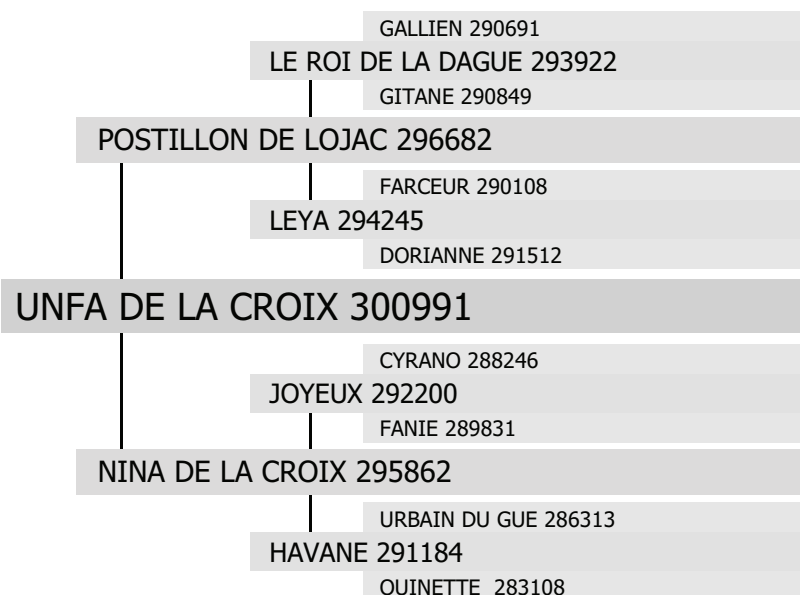 GALLIEN 290691
LE ROI DE LA DAGUE 293922
GITANE 290849
POSTILLON DE LOJAC 296682
FARCEUR 290108
LEYA 294245
DORIANNE 291512
UNFA DE LA CROIX 300991
CYRANO 288246
JOYEUX 292200
FANIE 289831
NINA DE LA CROIX 295862
URBAIN DU GUE 286313
HAVANE 291184
QUINETTE 283108